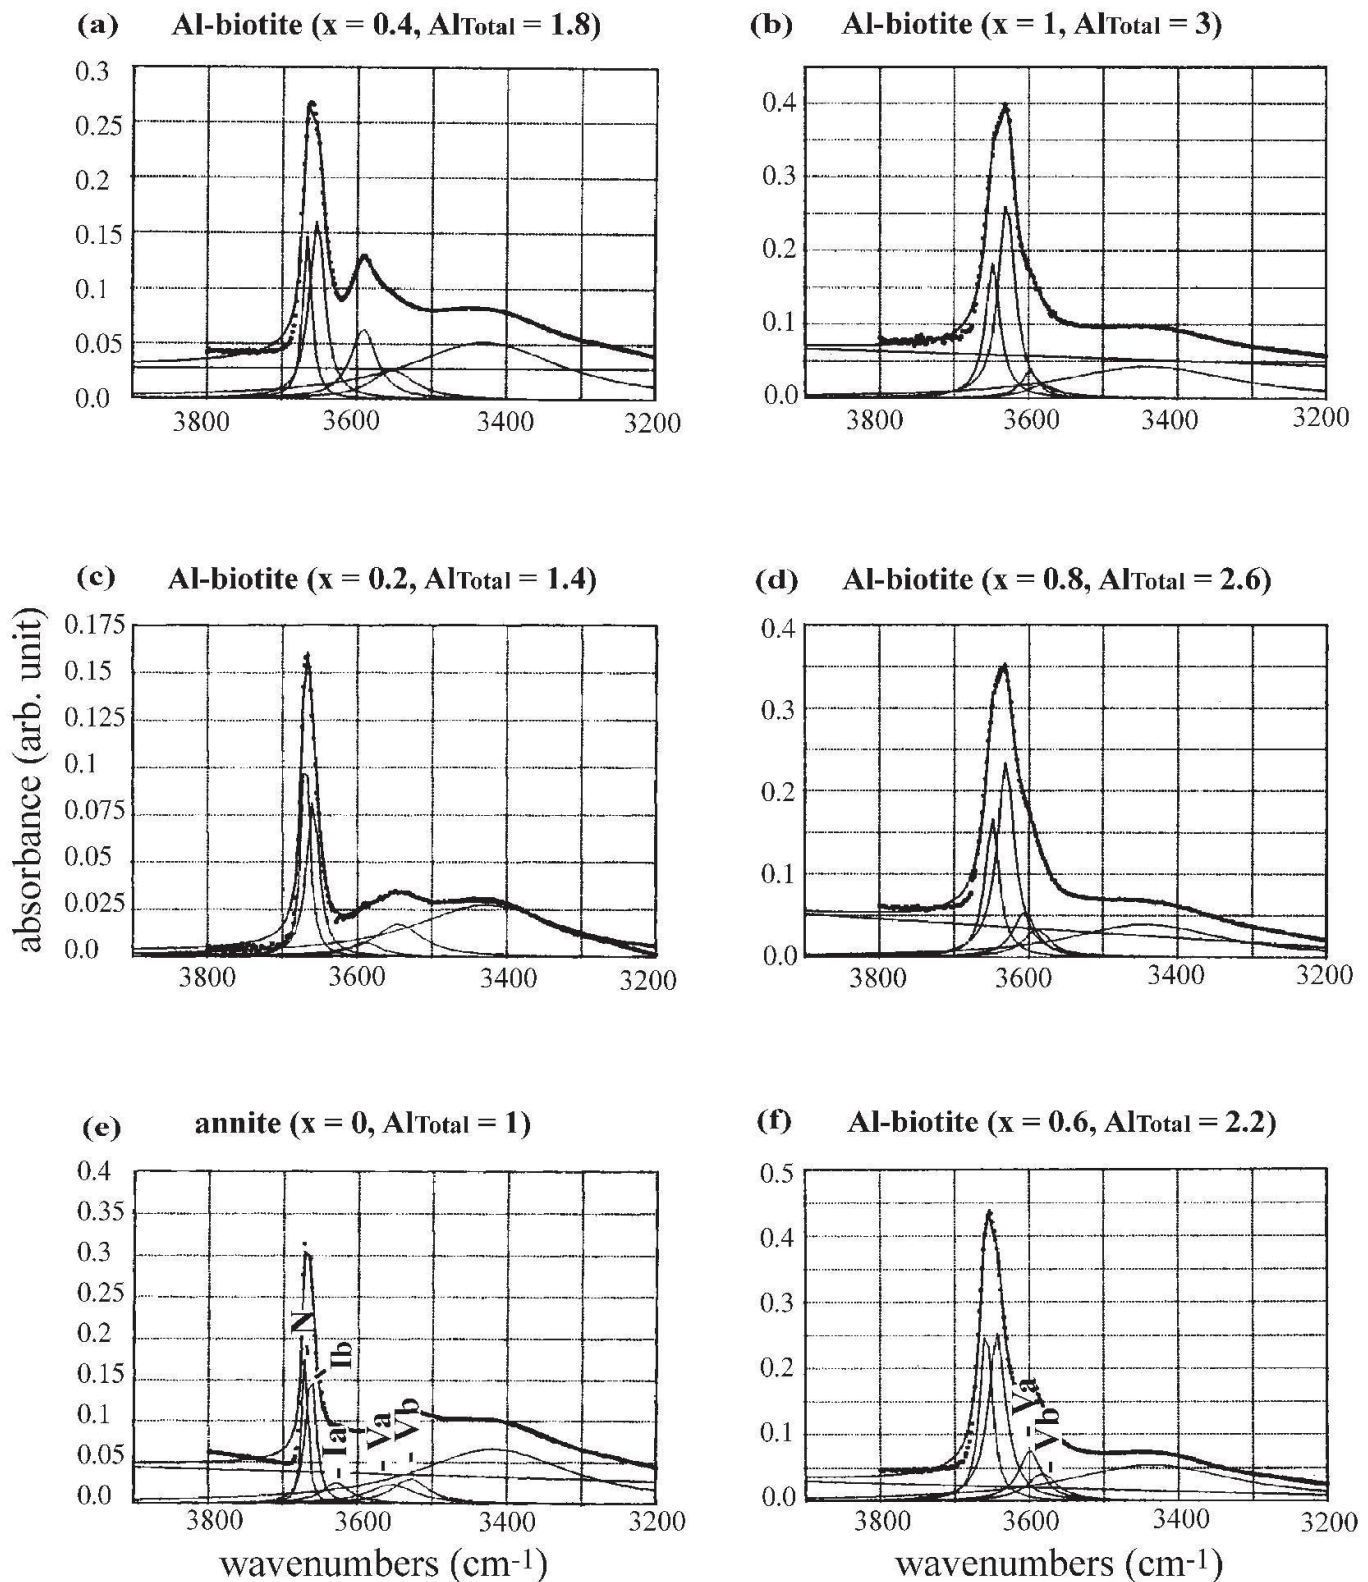 (a) Al-biotite (x = 0.4, AlTotal = 1.8)
0.3
0.25
0.2
0.15
0.1
0.05
0.0
3800 3600 3400 3200
(b) Al-biotite (x = 1, AlTotal = 3)
0.4
0.3
0.2
0.1
0
3800 3600 3400 3200
(c) Al-biotite (x = 0.2, AlTotal = 1.4)
0.175
0.15
0.125
0.1
0.075
0.05
0.025
0.0
3800 3600 3400 3200
absorbance (arb. unit)
(d) Al-biotite (x = 0.8, AlTotal = 2.6)
0.4
0.3
0.2
0.1
0.0
3800 3600 3400 3200
(e) annite (x = 0, AlTotal = 1)
0.4
0.35
0.3
0.25
0.2
0.15
0.1
0.05
0.0
N
Ib
Ia
Va
Vb
3800 3600 3400 3200
wavenumbers (cm-1)
(f) Al-biotite (x = 0.6, AlTotal = 2.2)
0.5
0.4
0.3
0.2
0.1
0.0
Va
Vb
3800 3600 3400 3200
wavenumbers (cm-1)